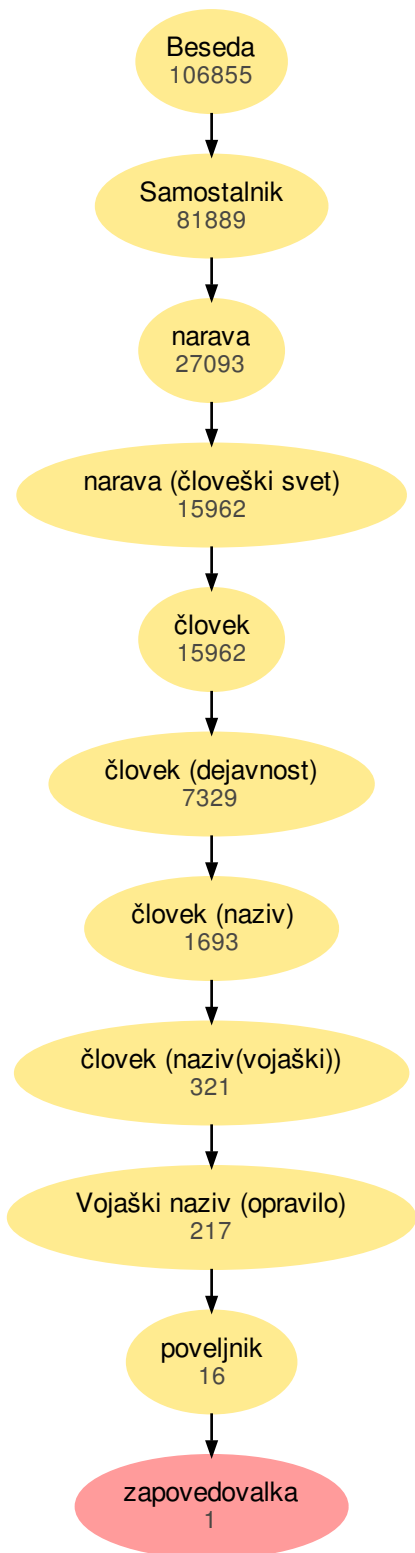 Beseda
106855
Samostalnik
81889
narava
27093
narava (človeški svet)
15962
človek
15962
človek (dejavnost)
7329
človek (naziv)
1693
človek (naziv(vojaški))
321
Vojaški naziv (opravilo)
217
poveljnik
16
zapovedovalka
1